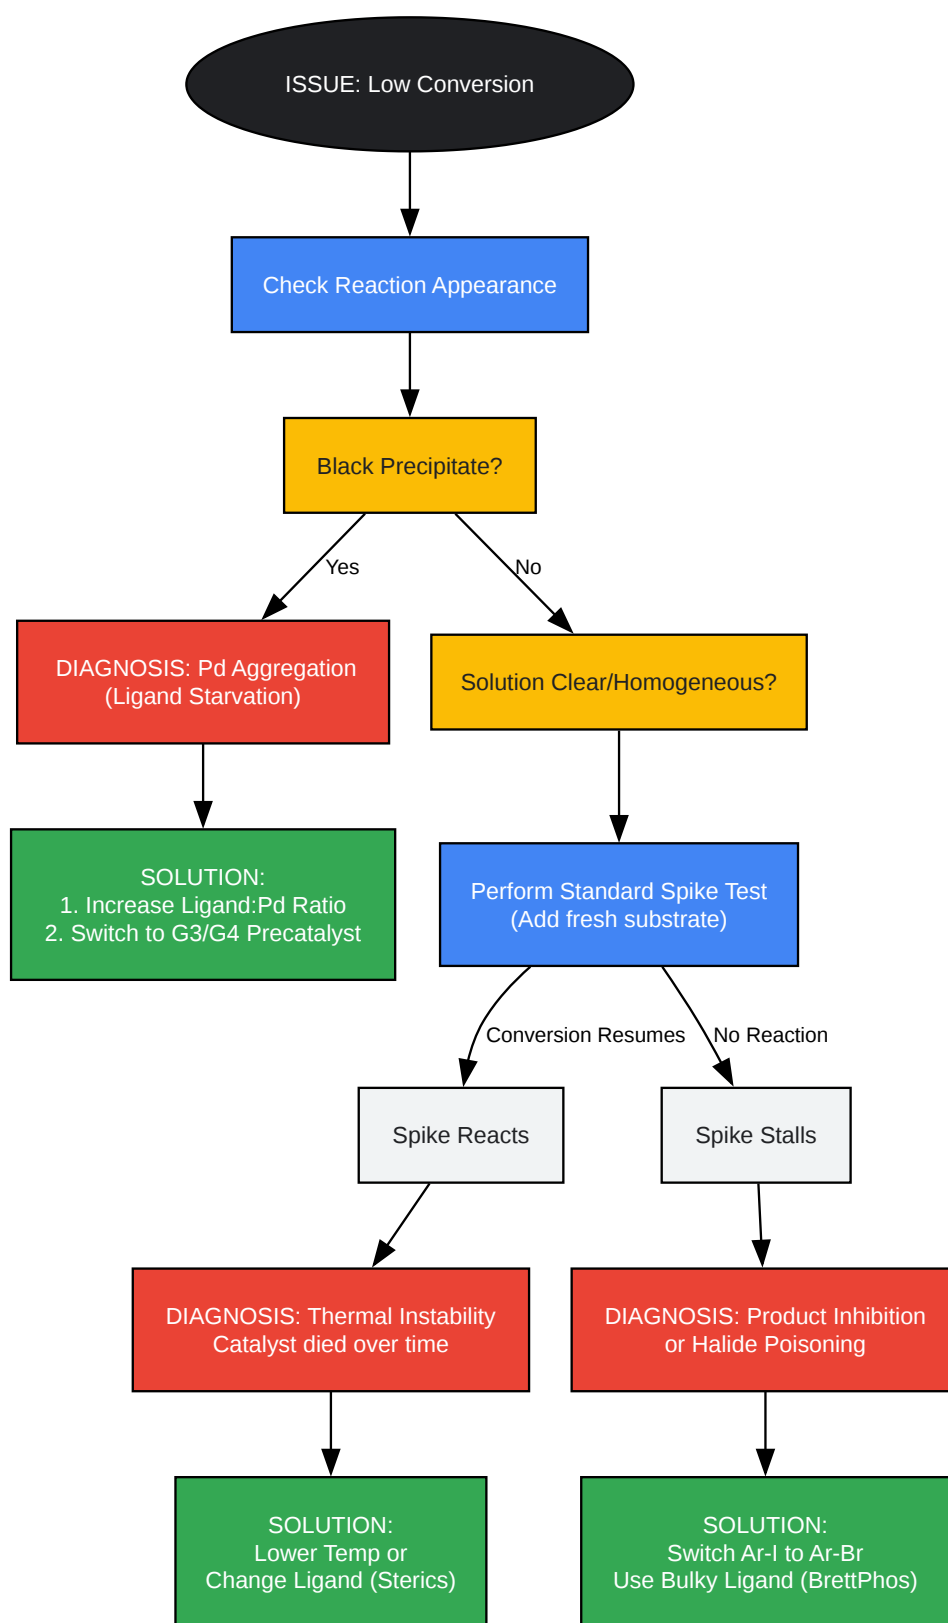 ISSUE: Low Conversion
Check Reaction Appearance
Black Precipitate?
Yes
No
DIAGNOSIS: Pd Aggregation
(Ligand Starvation)
Solution Clear/Homogeneous?
SOLUTION:
1. Increase Ligand:Pd Ratio
2. Switch to G3/G4 Precatalyst
Perform Standard Spike Test
(Add fresh substrate)
Conversion Resumes
No Reaction
Spike Reacts
Spike Stalls
DIAGNOSIS: Thermal Instability
Catalyst died over time
DIAGNOSIS: Product Inhibition
or Halide Poisoning
SOLUTION:
Lower Temp or
Change Ligand (Sterics)
SOLUTION:
Switch Ar-I to Ar-Br
Use Bulky Ligand (BrettPhos)